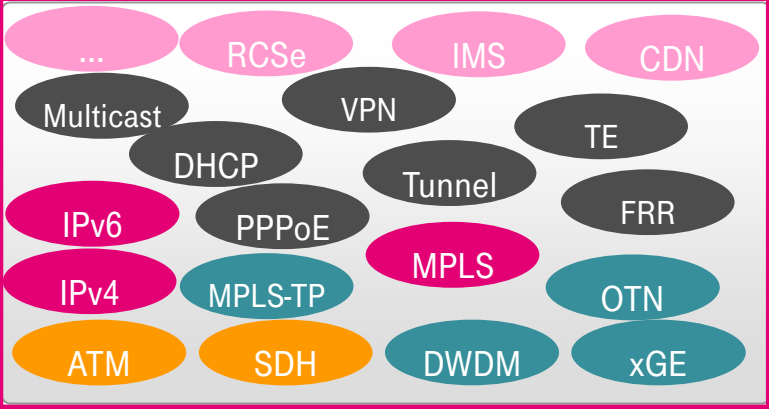 ...
RCSe
IMS
CDN
Multicast
VPN
TE
DHCP
Tunnel
IPv6
PPPoE
FRR
MPLS
IPv4
MPLS-TP
OTN
ATM
SDH
DWDM
xGE